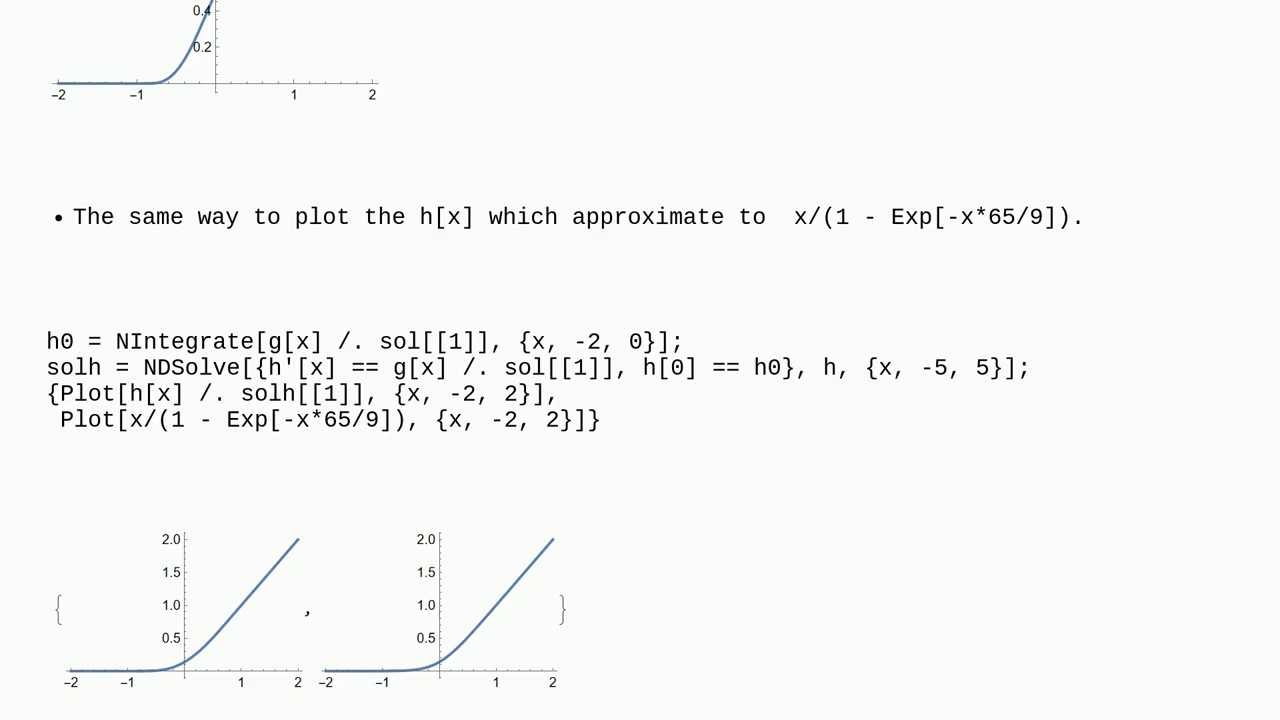 0.4
0.2
−2 −1 1 2
• The same way to plot the h[x] which approximate to  x/(1 - Exp[-x*65/9]).
h0 = NIntegrate[g[x] /. sol[[1]], {x, -2, 0}];
solh = NDSolve[{h'[x] == g[x] /. sol[[1]], h[0] == h0}, h, {x, -5, 5}];
{Plot[h[x] /. solh[[1]], {x, -2, 2}],
 Plot[x/(1 - Exp[-x*65/9]), {x, -2, 2}]}
2.0 2.0
1.5 1.5
{ 1.0 , 1.0 }
0.5 0.5
−2 −1 1 2 −2 −1 1 2